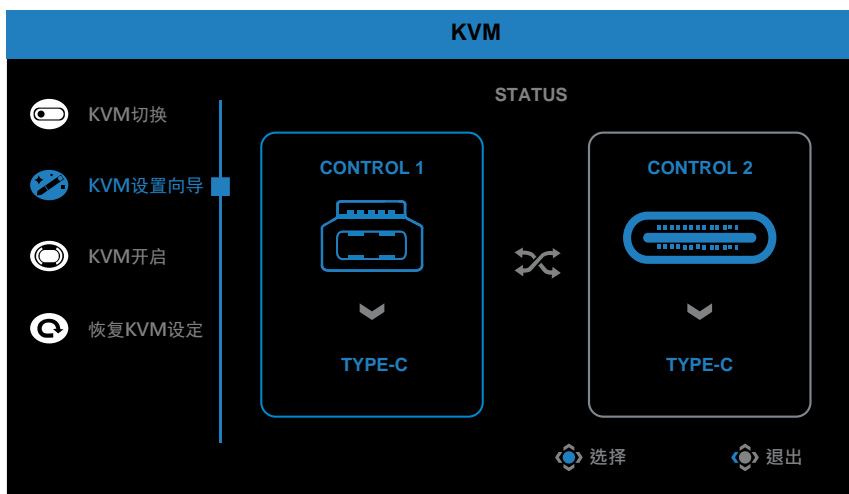 KVM
KVM切换
KVM设置向导
KVM开启
恢复KVM设定
STATUS
CONTROL 1
TYPE-C
CONTROL 2
TYPE-C
选择
退出